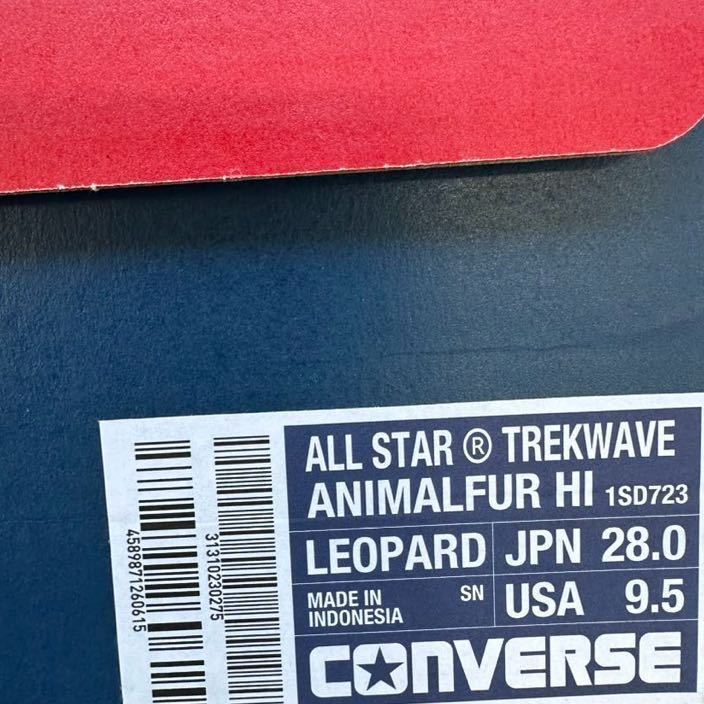 ALL STAR Ⓡ TREKWAVE
ANIMALFUR HI 1SD723
LEOPARD JPN 28.0
MADE IN INDONESIA SN USA 9.5
CONVERSE
4589871260615
31310230275